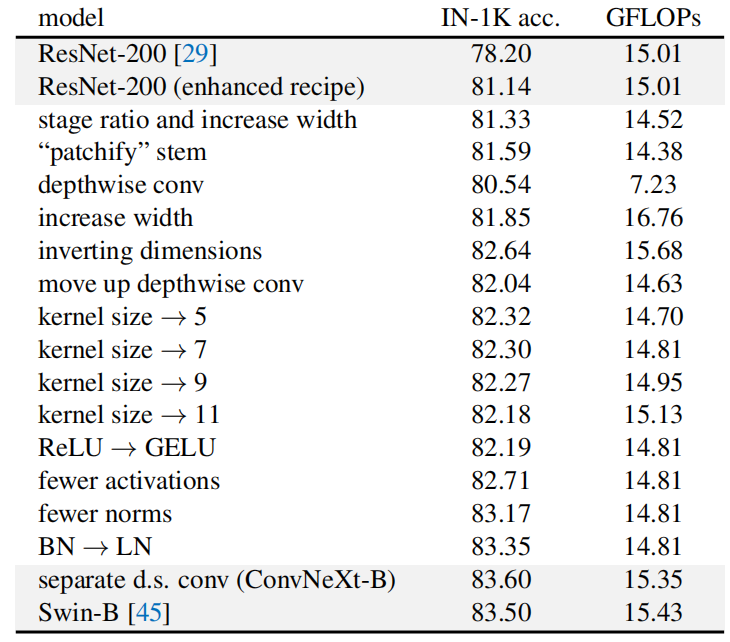 model IN-1K acc. GFLOPs
ResNet-200 [29] 78.20 15.01
ResNet-200 (enhanced recipe) 81.14 15.01
stage ratio and increase width 81.33 14.52
“patchify” stem 81.59 14.38
depthwise conv 80.54 7.23
increase width 81.85 16.76
inverting dimensions 82.64 15.68
move up depthwise conv 82.04 14.63
kernel size → 5 82.32 14.70
kernel size → 7 82.30 14.81
kernel size → 9 82.27 14.95
kernel size → 11 82.18 15.13
ReLU → GELU 82.19 14.81
fewer activations 82.71 14.81
fewer norms 83.17 14.81
BN → LN 83.35 14.81
separate d.s. conv (ConvNeXt-B) 83.60 15.35
Swin-B [45] 83.50 15.43